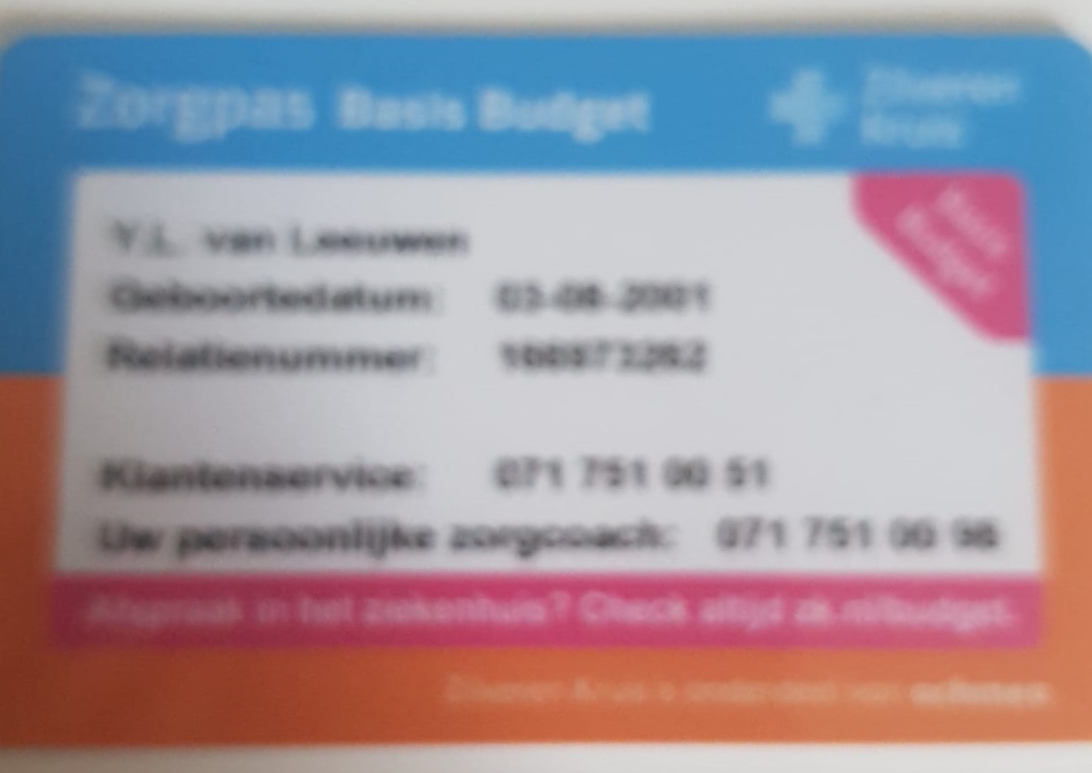 Zorgpas Basis Budget
Zilveren
Kruis
Basis
Budget
Y.L. van Leeuwen
Geboortedatum: 03-08-2001
Relatienummer:
Klantenservice: 071 751 00 51
Uw persoonlijke zorgcoach: 071 751 00 98
Afspraak in het ziekenhuis? Check altijd zk.nl/budget.
Zilveren Kruis is onderdeel van achmea